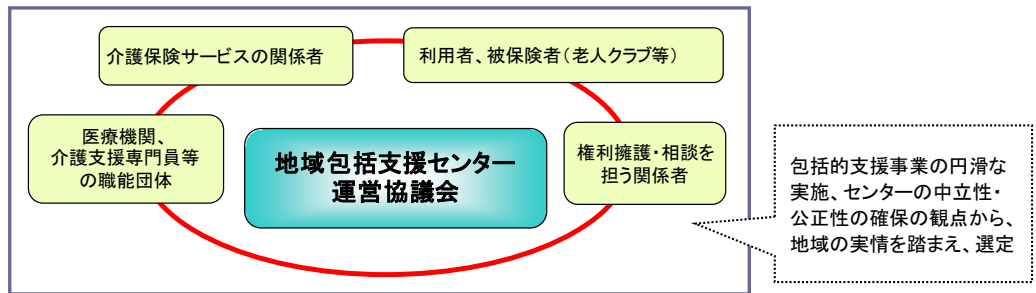 介護保険サービスの関係者
利用者、被保険者(老人クラブ等)
医療機関、
介護支援専門員等
の職能団体
地域包括支援センター
運営協議会
権利擁護・相談を
担う関係者
包括的支援事業の円滑な
実施、センターの中立性・
公正性の確保の観点から、
地域の実情を踏まえ、選定